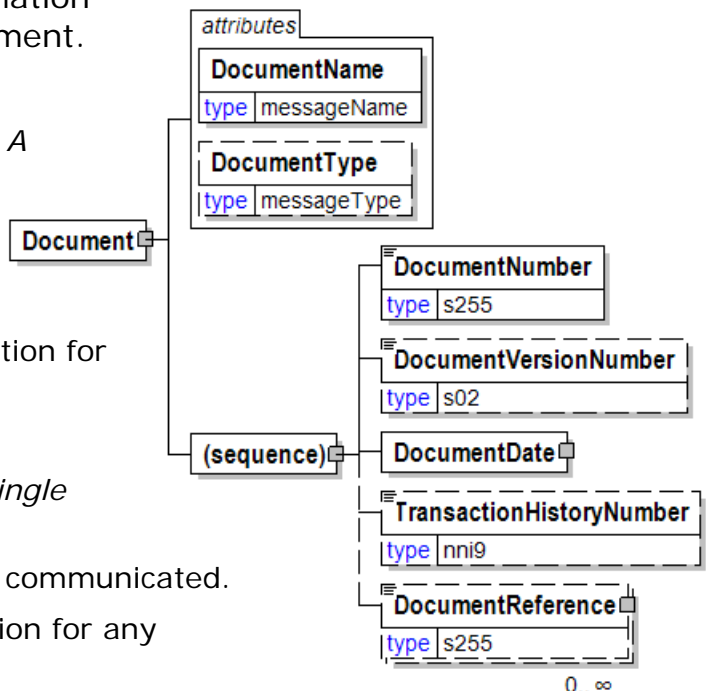 mation
ment.
A
tion for
ingle
communicated.
ion for any
attributes
DocumentName
type messageName
DocumentType
type messageType
Document
(sequence)
DocumentNumber
type s255
DocumentVersionNumber
type s02
DocumentDate
TransactionHistoryNumber
type nni9
DocumentReference
type s255
0 ∞